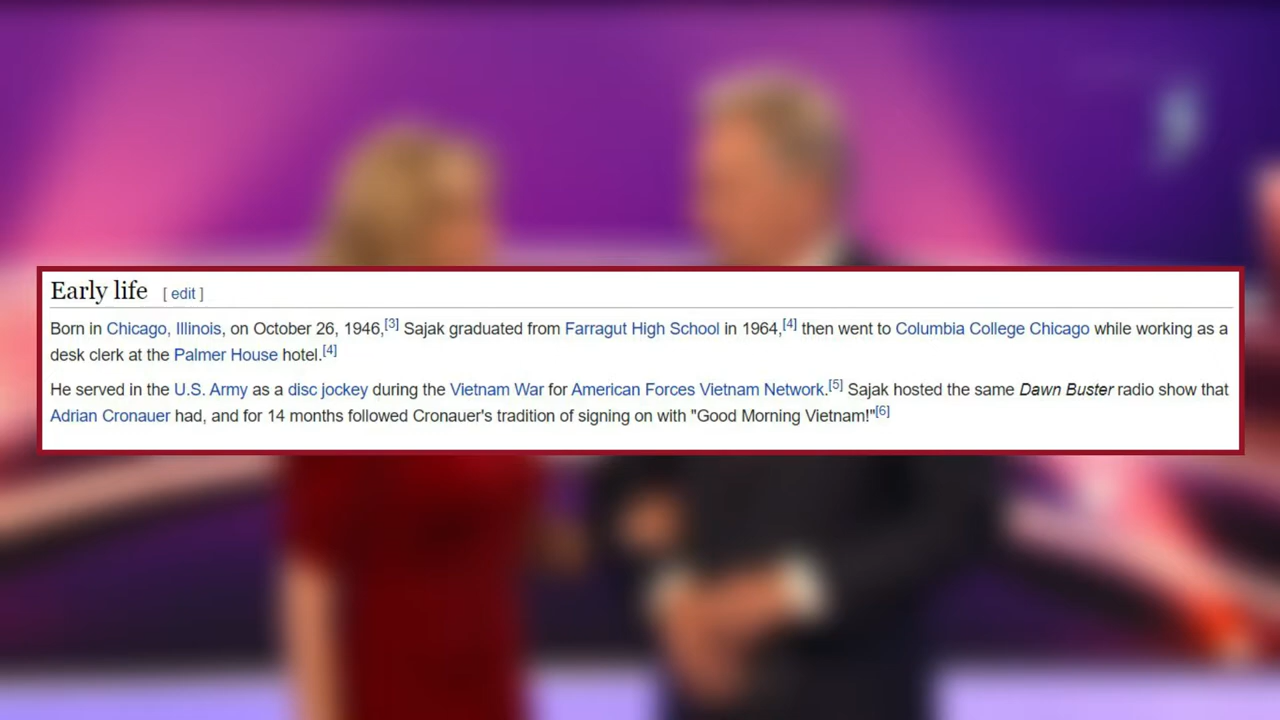 Early life [ edit ]
Born in Chicago, Illinois, on October 26, 1946,[3] Sajak graduated from Farragut High School in 1964,[4] then went to Columbia College Chicago while working as a
desk clerk at the Palmer House hotel.[4]
He served in the U.S. Army as a disc jockey during the Vietnam War for American Forces Vietnam Network.[5] Sajak hosted the same Dawn Buster radio show that
Adrian Cronauer had, and for 14 months followed Cronauer's tradition of signing on with "Good Morning Vietnam!"[6]